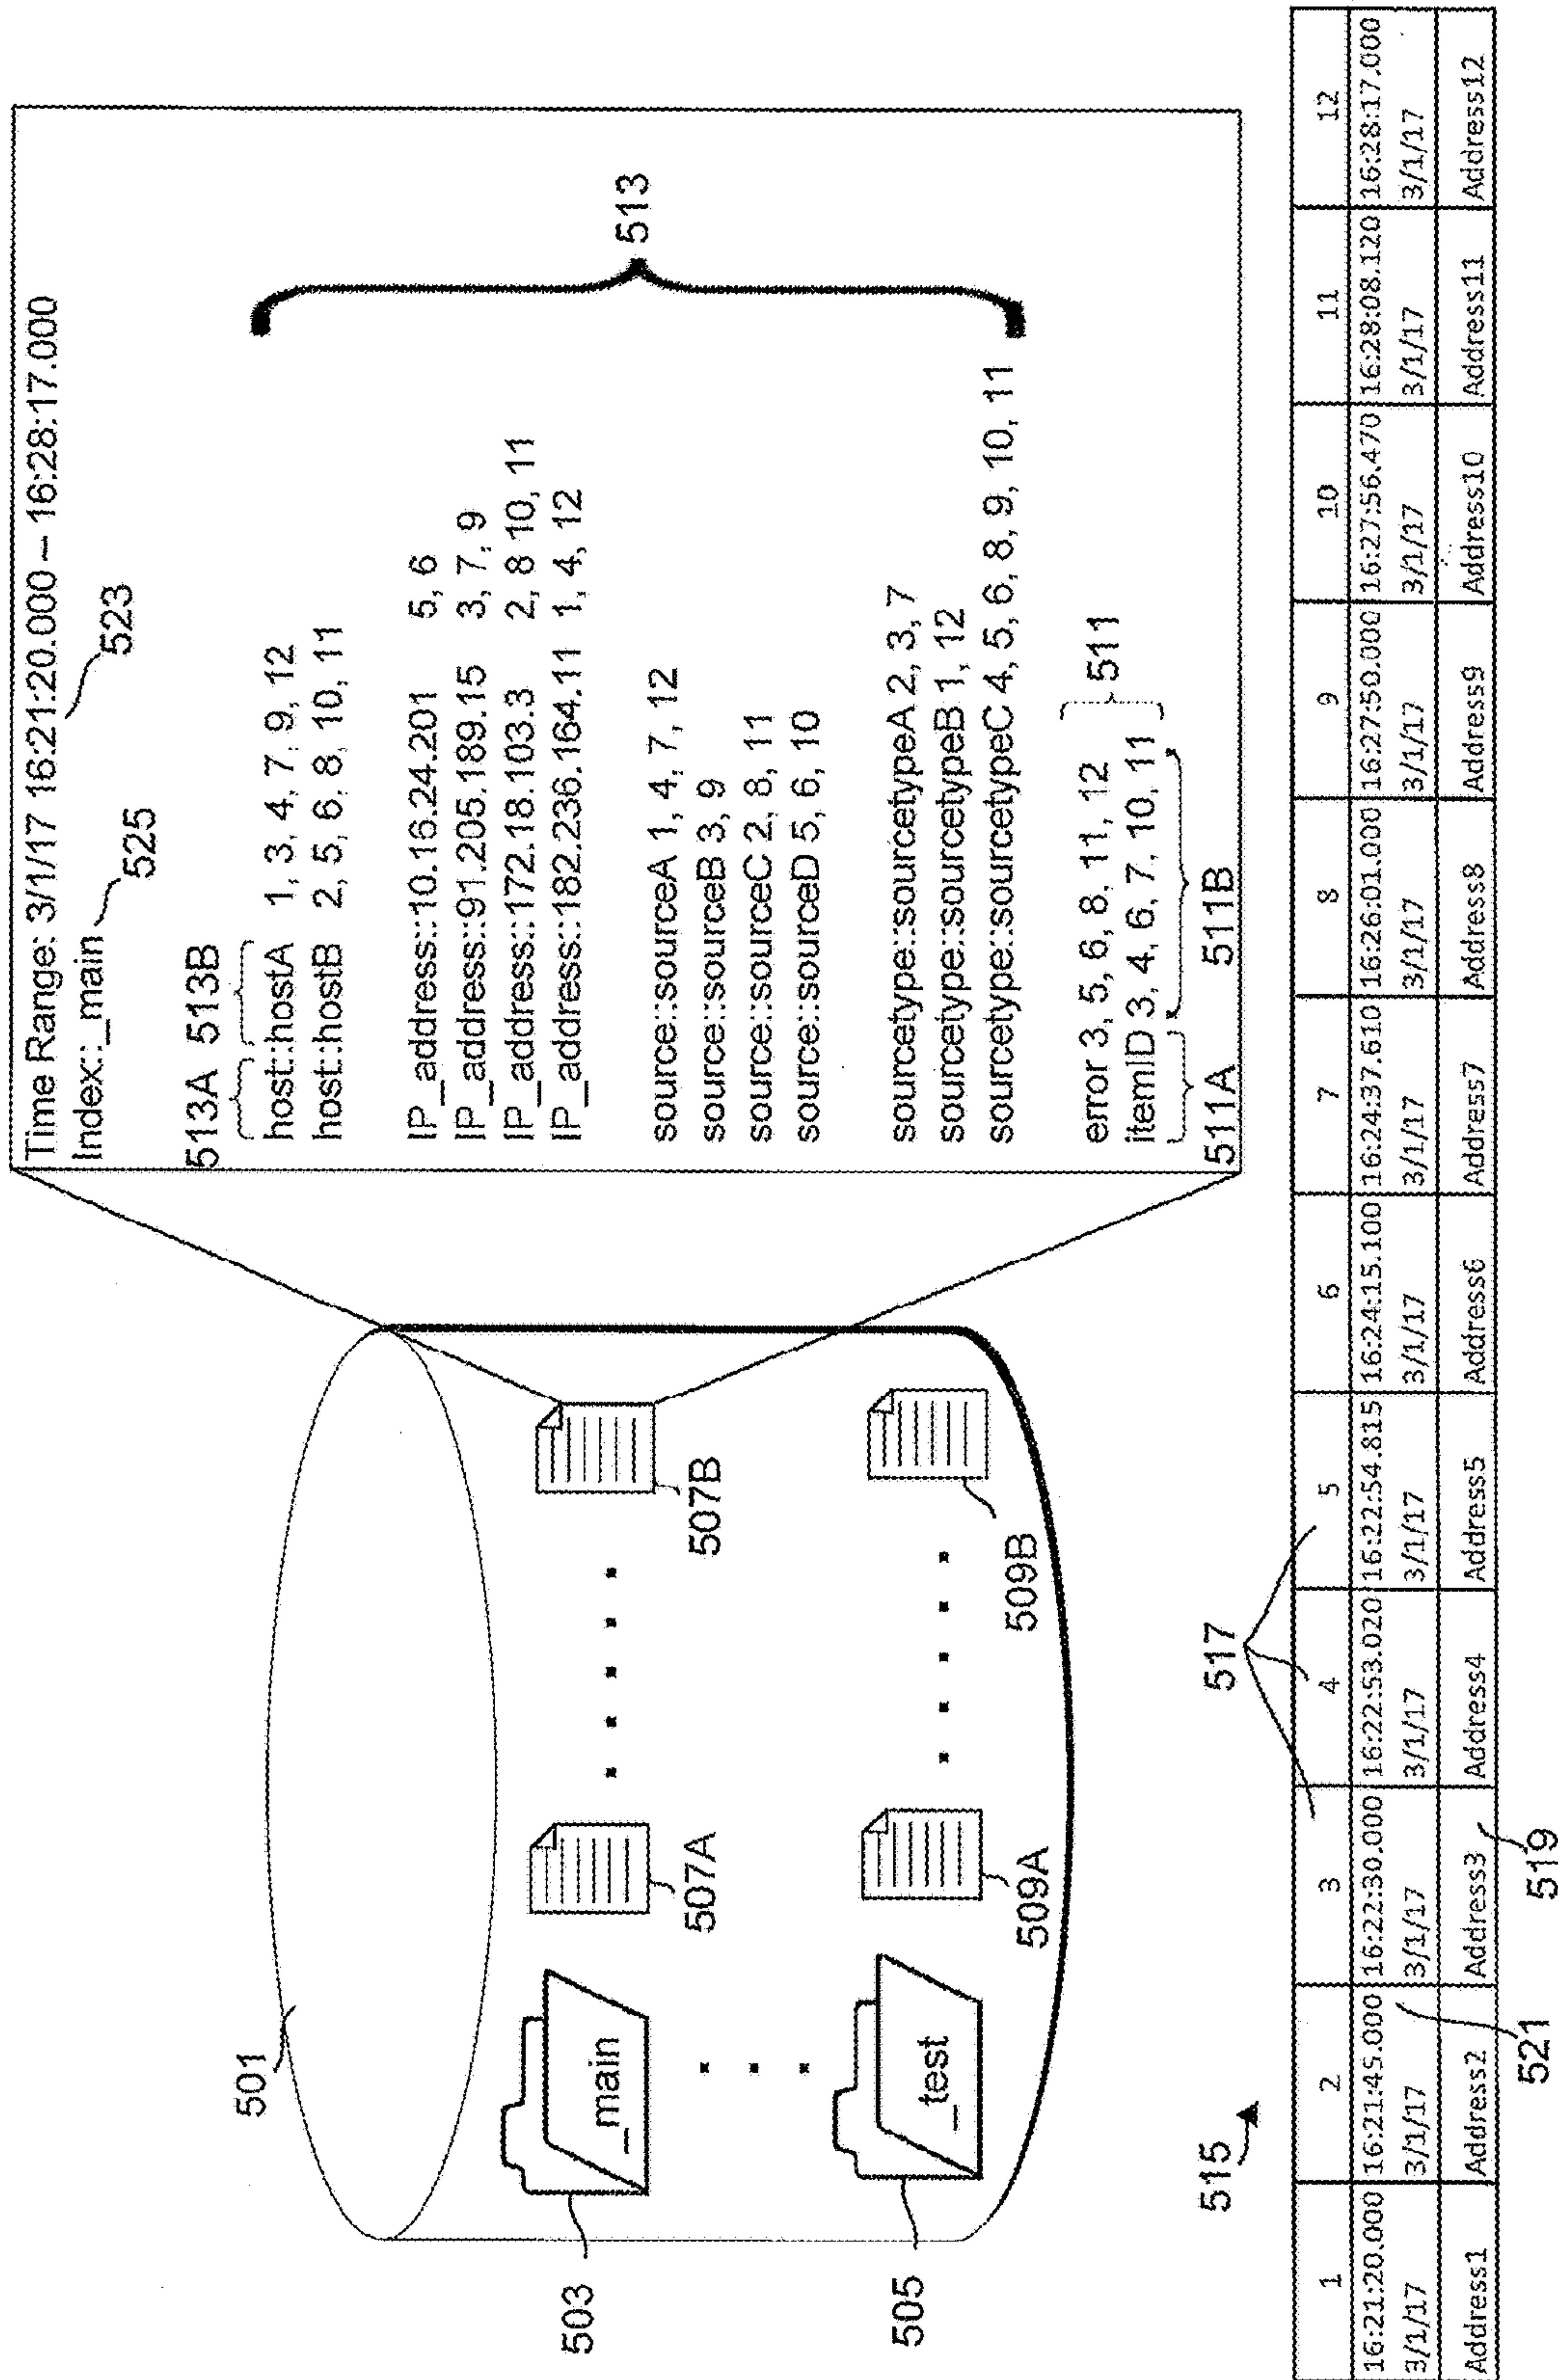 501
503
_main
507A
507B
505
_test
509A
509B
Time Range: 3/1/17 16:21:20.000 – 16:28:17.000
523
Index::_main
525
513A 513B
host::hostA 1, 3, 4, 7, 9, 12
host::hostB 2, 5, 6, 8, 10, 11
IP_address::10.16.24.201 5, 6
IP_address::91.205.189.15 3, 7, 9
IP_address::172.18.103.3 2, 8 10, 11
IP_address::182.236.164.11 1, 4, 12
source::sourceA 1, 4, 7, 12
source::sourceB 3, 9
source::sourceC 2, 8, 11
source::sourceD 5, 6, 10
sourcetype::sourcetypeA 2, 3, 7
sourcetype::sourcetypeB 1, 12
sourcetype::sourcetypeC 4, 5, 6, 8, 9, 10, 11
513
error 3, 5, 6, 8, 11, 12
itemID 3, 4, 6, 7, 10, 11
511
511A 511B
515
517
1 2 3 4 5 6 7 8 9 10 11 12
16:21:20.000 16:21:45.000 16:22:30.000 16:22:53.020 16:22:54.815 16:24:15.100 16:24:37.610 16:26:01.000 16:27:50.000 16:27:56.470 16:28:08.120 16:28:17.000
3/1/17 3/1/17 3/1/17 3/1/17 3/1/17 3/1/17 3/1/17 3/1/17 3/1/17 3/1/17 3/1/17 3/1/17
Address1 Address2 Address3 Address4 Address5 Address6 Address7 Address8 Address9 Address10 Address11 Address12
521
519